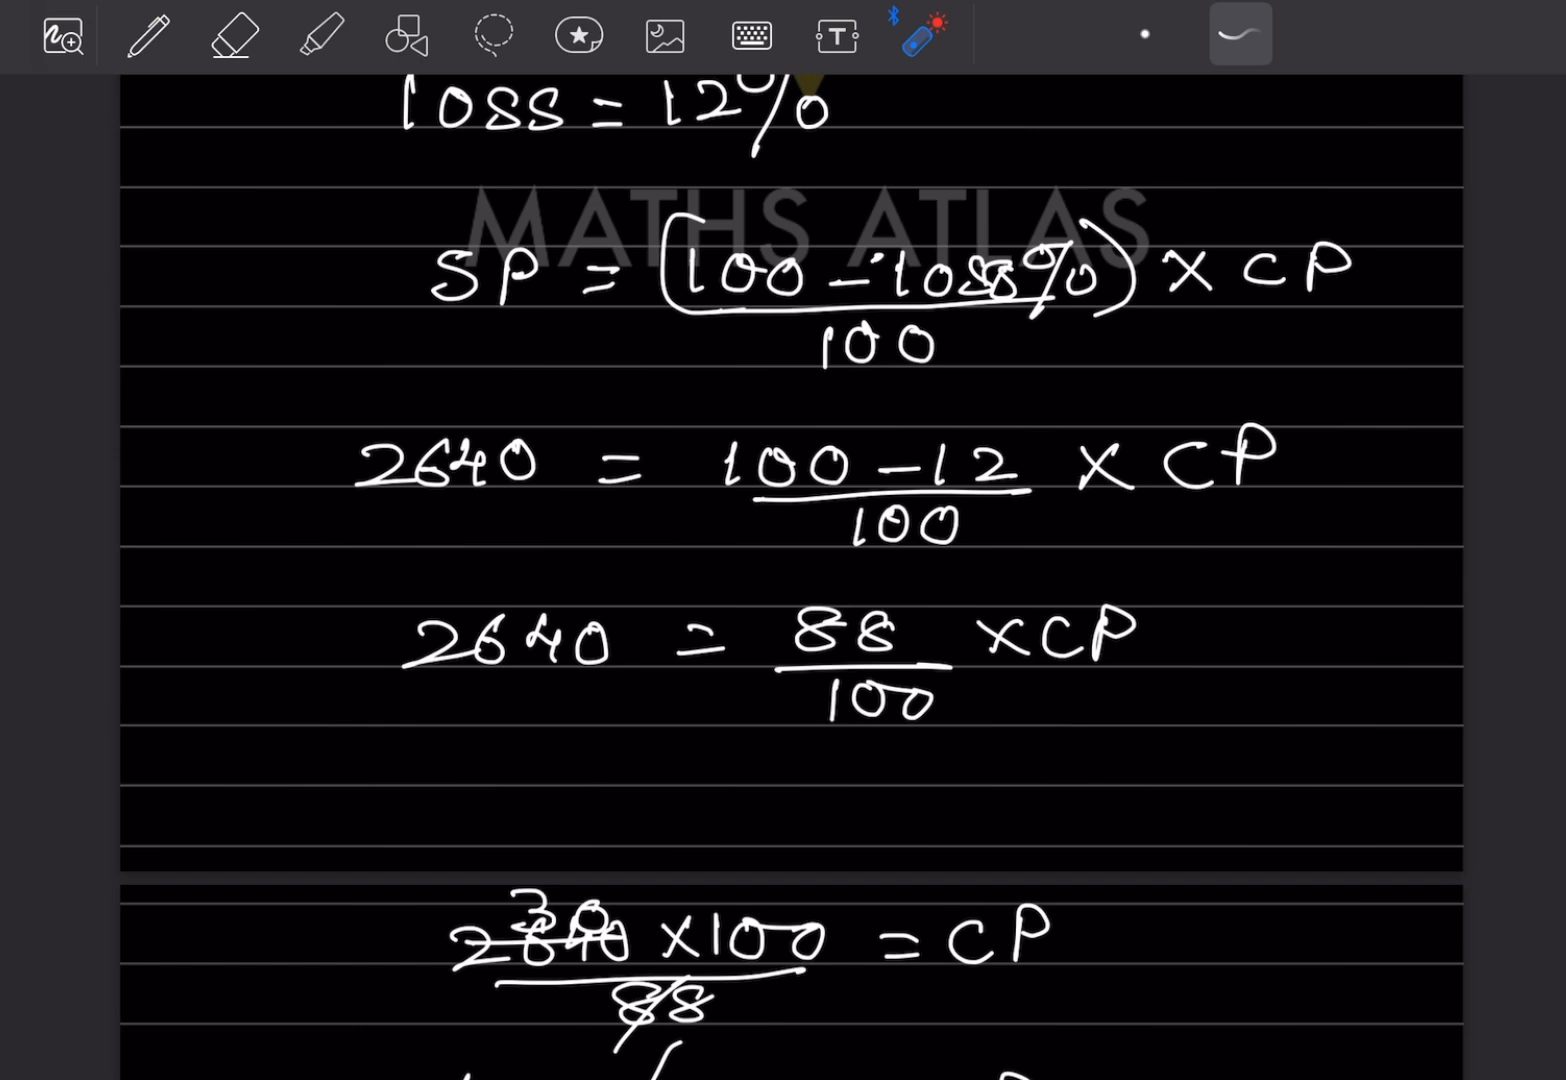 loss = 12%
MATHS ATLAS
SP = (100 - loss%) × CP
100
2640 = 100 - 12 × CP
100
2640 = 88 × CP
100
30
2640 × 100 = CP
88